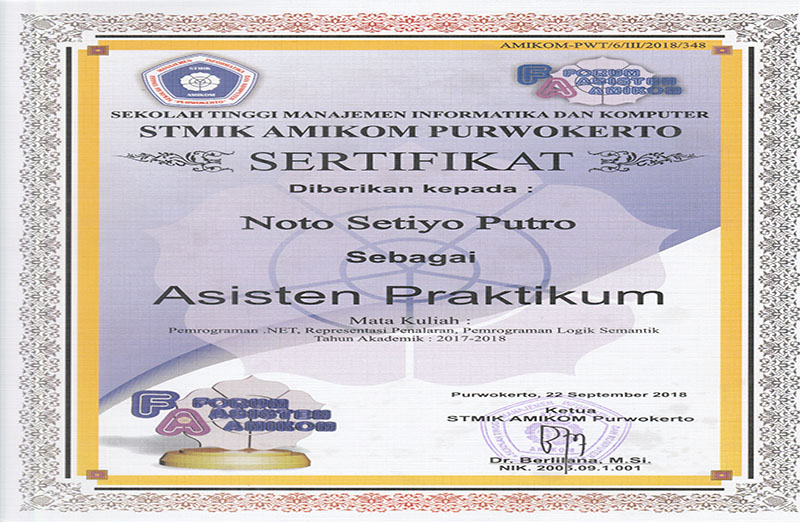 AMIKOM-PWT/6/III/2018/348
STMIK
AMIKOM
"PURWOKERTO"
FORUM
ASISTEN
AMIKOM
FA
SEKOLAH TINGGI MANAJEMEN INFORMATIKA DAN KOMPUTER
STMIK AMIKOM PURWOKERTO
SERTIFIKAT
Diberikan kepada :
Noto Setiyo Putro
Sebagai
Asisten Praktikum
Mata Kuliah :
Pemrograman .NET, Representasi Penalaran, Pemrograman Logik Semantik
Tahun Akademik : 2017-2018
FA
FORUM
ASISTEN
AMIKOM
Purwokerto, 22 September 2018
Ketua
STMIK AMIKOM Purwokerto
Dr. Berlilana, M.Si.
NIK. 2003.09.1.001